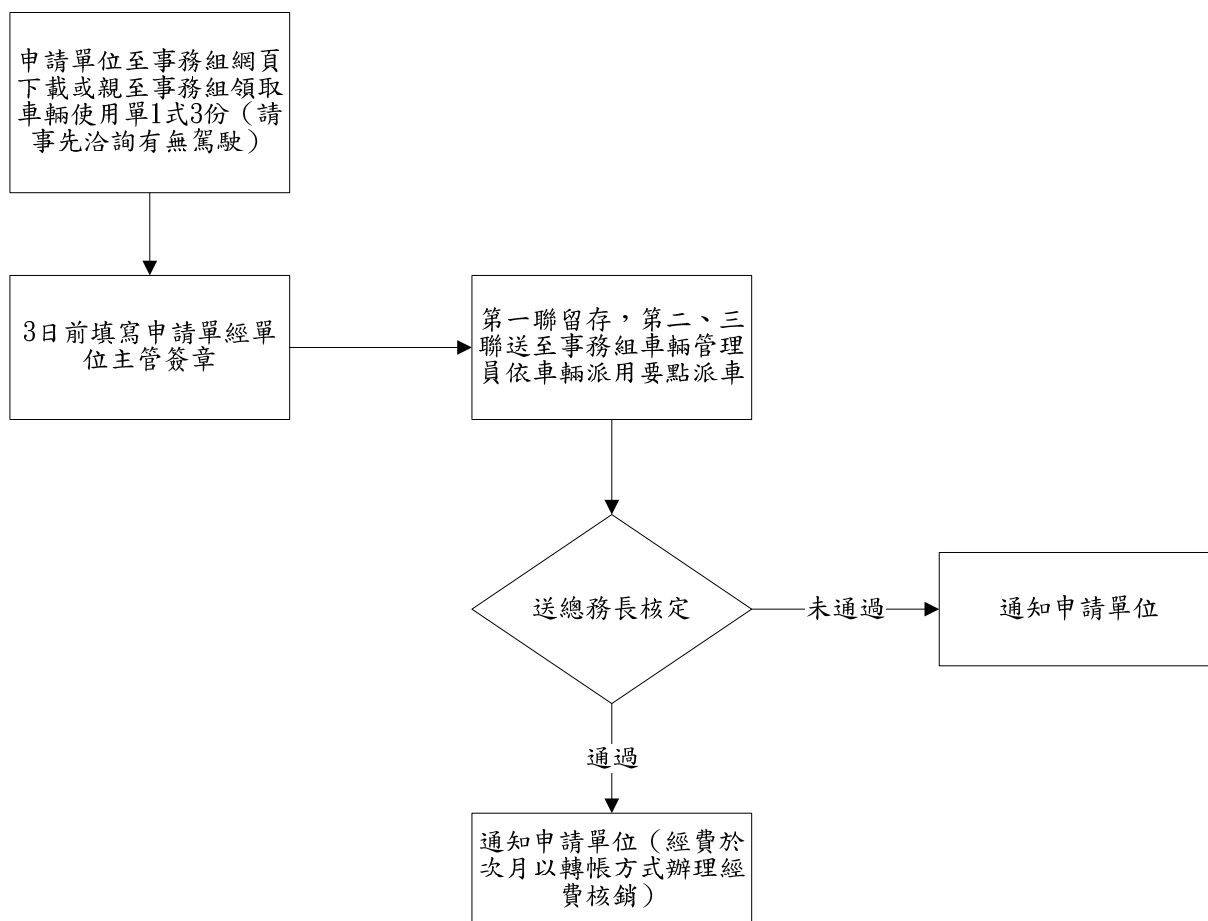 申請單位至事務組網頁
下載或親至事務組領取
車輛使用單1式3份（請
事先洽詢有無駕駛）
3日前填寫申請單經單
位主管簽章
第一聯留存，第二、三
聯送至事務組車輛管理
員依車輛派用要點派車
送總務長核定
未通過
通知申請單位
通過
通知申請單位（經費於
次月以轉帳方式辦理經
費核銷）